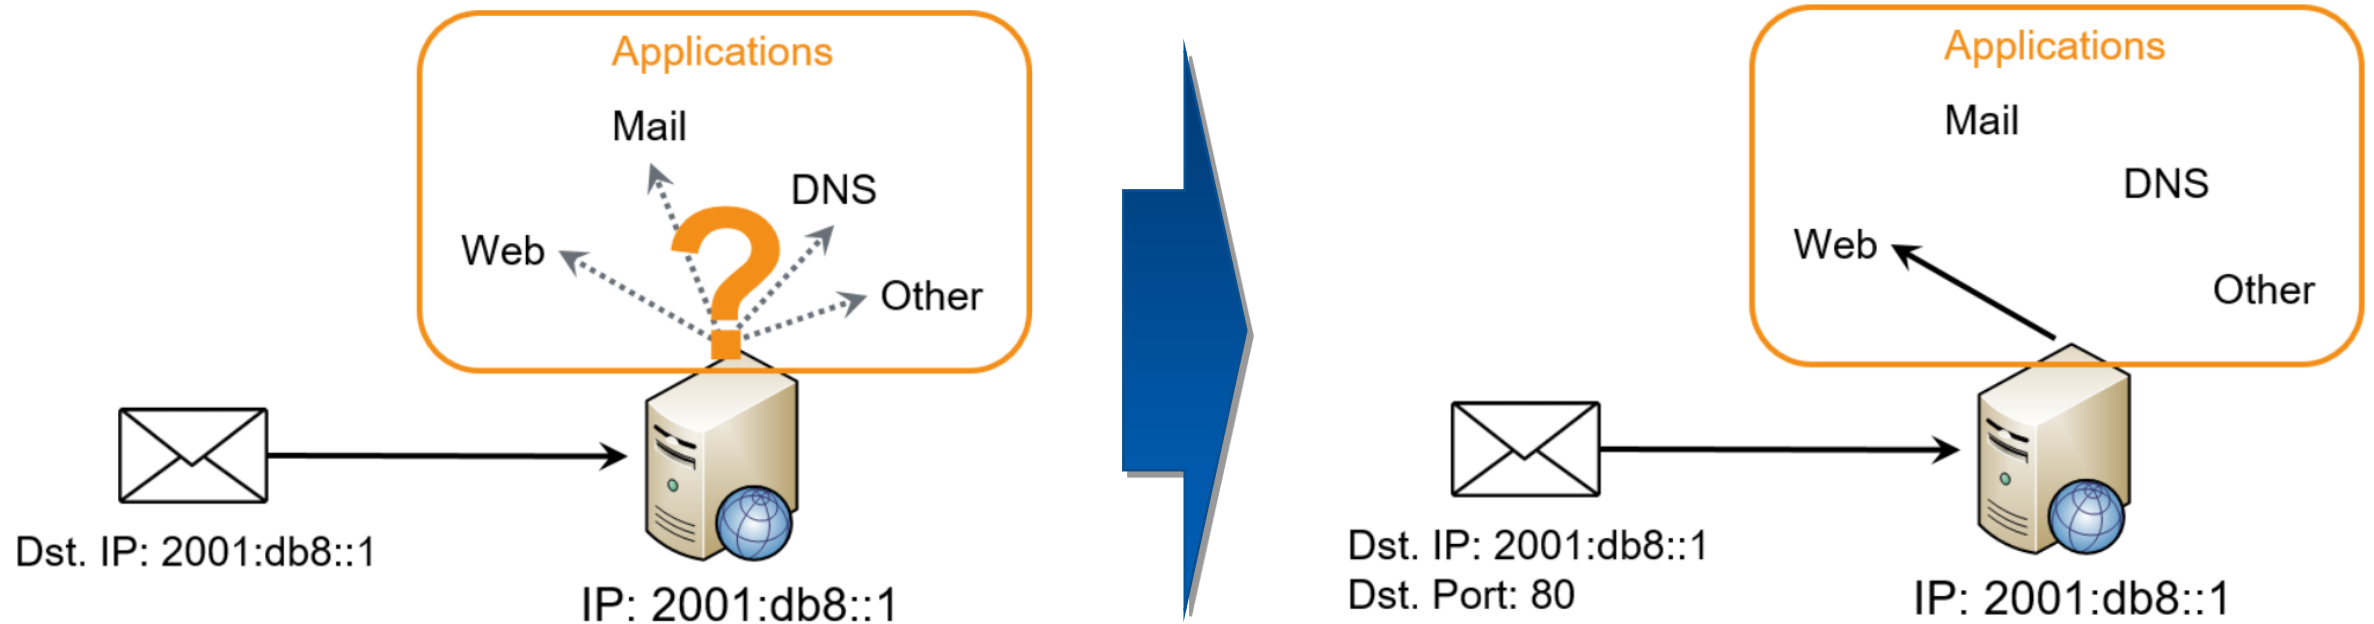 Applications
Mail
DNS
Web
?
Other
Dst. IP: 2001:db8::1
IP: 2001:db8::1
Applications
Mail
DNS
Web
Other
Dst. IP: 2001:db8::1
Dst. Port: 80
IP: 2001:db8::1